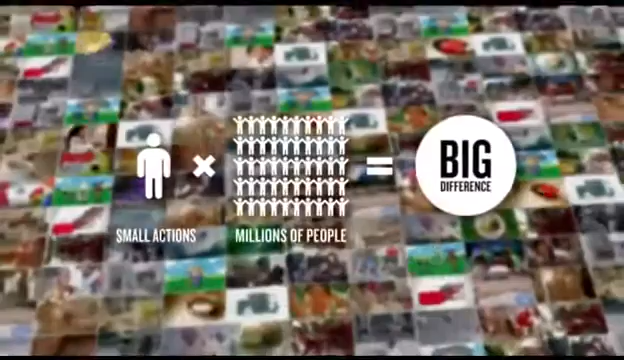 BIG
DIFFERENCE
SMALL ACTIONS
MILLIONS OF PEOPLE